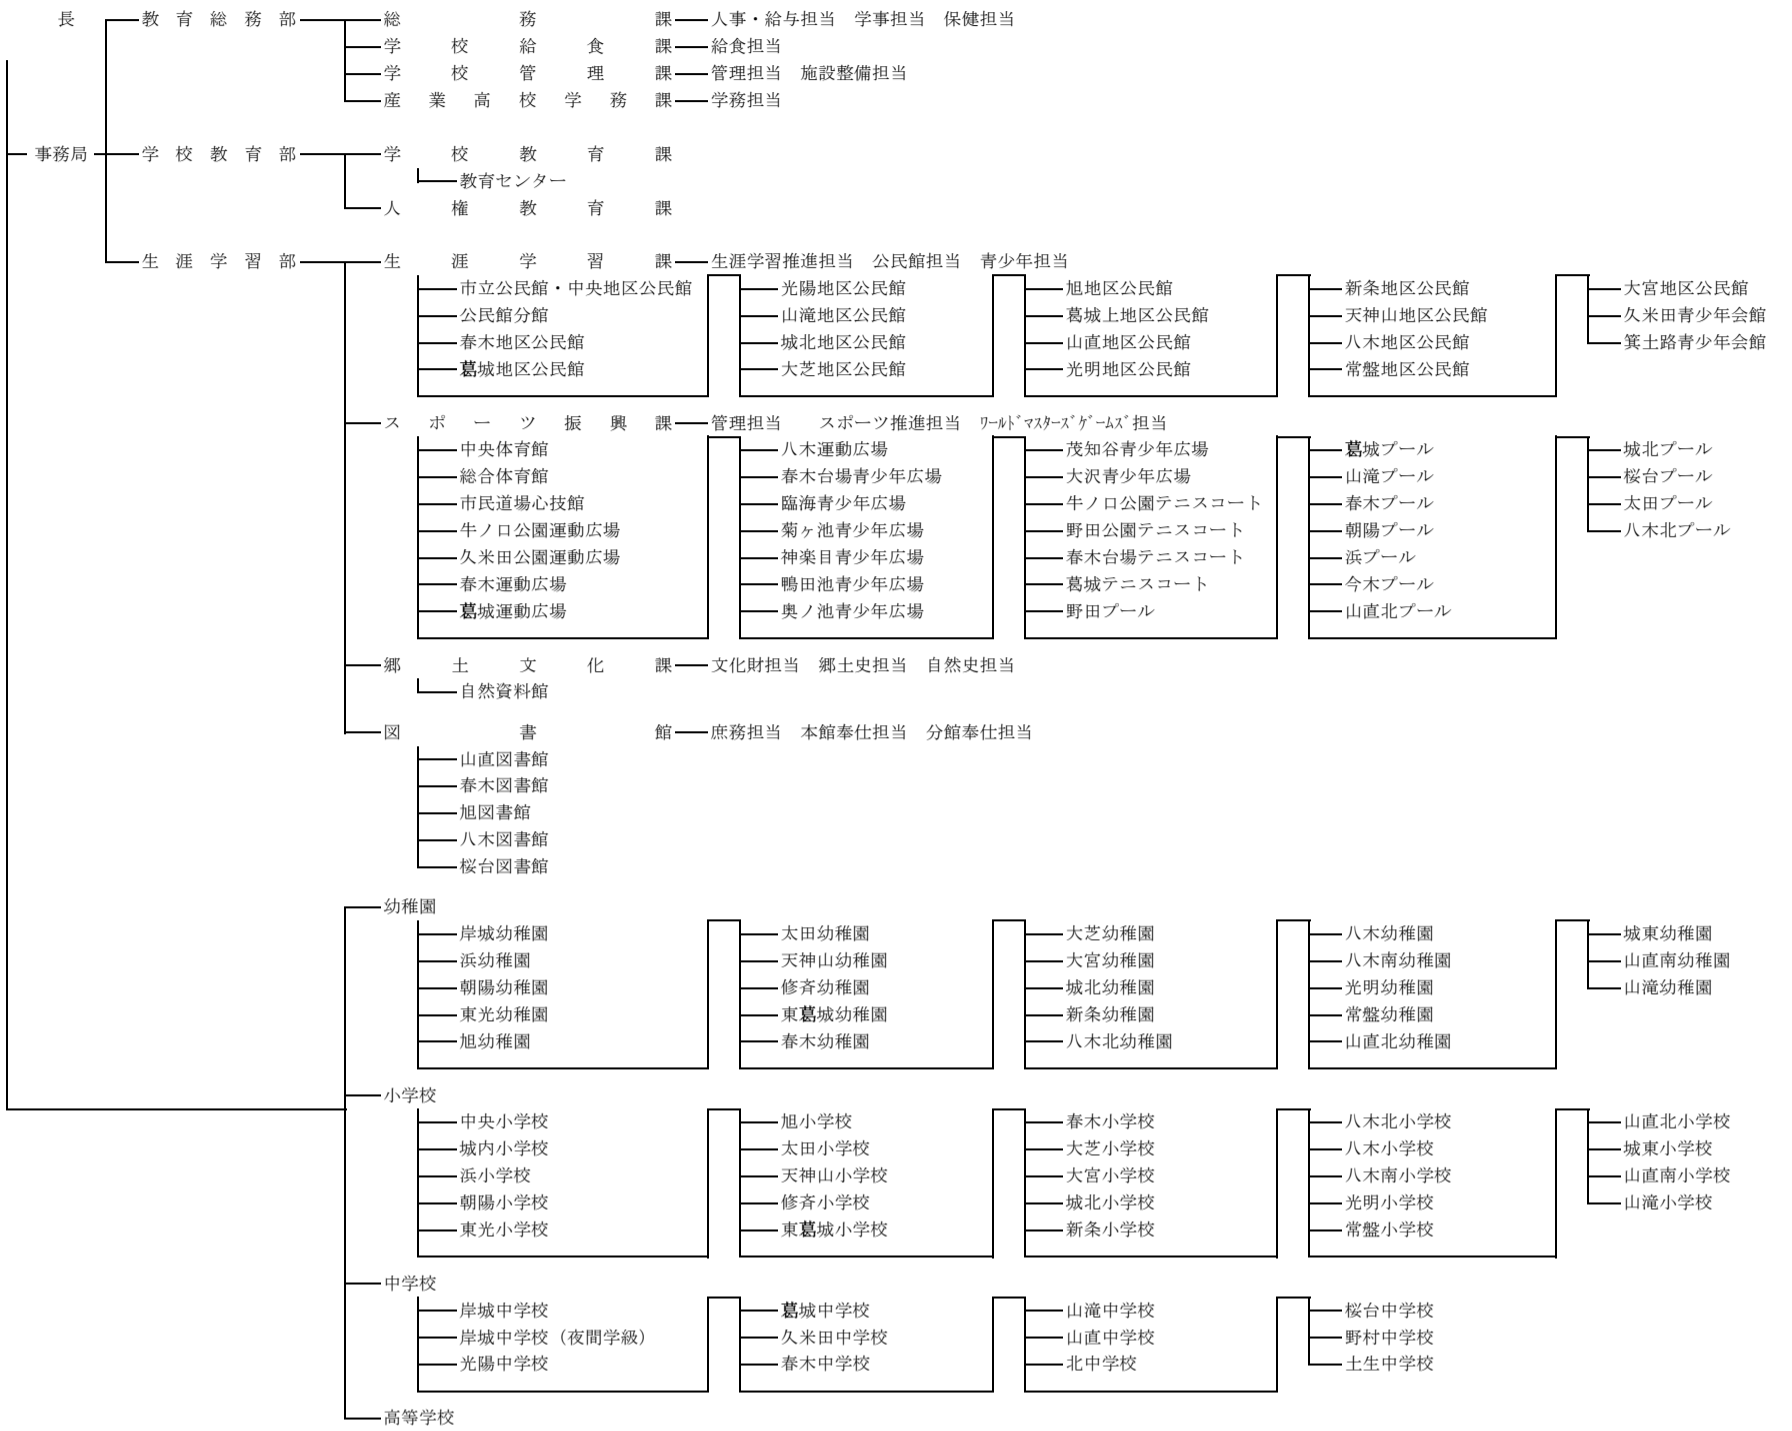 長 教育総務部 総務課 人事・給与担当 学事担当 保健担当
学校給食課 給食担当
学校管理課 管理担当 施設整備担当
産業高校学務課 学務担当
事務局 学校教育部 学校教育課
教育センター
人権教育課
生涯学習部 生涯学習課 生涯学習推進担当 公民館担当 青少年担当
市立公民館・中央地区公民館 光陽地区公民館 旭地区公民館 新条地区公民館 大宮地区公民館
公民館分館 山滝地区公民館 葛城上地区公民館 天神山地区公民館 久米田青少年会館
春木地区公民館 城北地区公民館 山直地区公民館 八木地区公民館 箕土路青少年会館
葛城地区公民館 大芝地区公民館 光明地区公民館 常盤地区公民館
スポーツ振興課 管理担当 スポーツ推進担当 ﾜｰﾙﾄﾞﾏｽﾀｰｽﾞｹﾞｰﾑｽﾞ担当
中央体育館 八木運動広場 茂知谷青少年広場 葛城プール 城北プール
総合体育館 春木台場青少年広場 大沢青少年広場 山滝プール 桜台プール
市民道場心技館 臨海青少年広場 牛ノ口公園テニスコート 春木プール 太田プール
牛ノ口公園運動広場 菊ヶ池青少年広場 野田公園テニスコート 朝陽プール 八木北プール
久米田公園運動広場 神楽目青少年広場 春木台場テニスコート 浜プール
春木運動広場 鴨田池青少年広場 葛城テニスコート 今木プール
葛城運動広場 奥ノ池青少年広場 野田プール 山直北プール
郷土文化課 文化財担当 郷土史担当 自然史担当
自然資料館
図書館 庶務担当 本館奉仕担当 分館奉仕担当
山直図書館
春木図書館
旭図書館
八木図書館
桜台図書館
幼稚園
岸城幼稚園 太田幼稚園 大芝幼稚園 八木幼稚園 城東幼稚園
浜幼稚園 天神山幼稚園 大宮幼稚園 八木南幼稚園 山直南幼稚園
朝陽幼稚園 修斉幼稚園 城北幼稚園 光明幼稚園 山滝幼稚園
東光幼稚園 東葛城幼稚園 新条幼稚園 常盤幼稚園
旭幼稚園 春木幼稚園 八木北幼稚園 山直北幼稚園
小学校
中央小学校 旭小学校 春木小学校 八木北小学校 山直北小学校
城内小学校 太田小学校 大芝小学校 八木小学校 城東小学校
浜小学校 天神山小学校 大宮小学校 八木南小学校 山直南小学校
朝陽小学校 修斉小学校 城北小学校 光明小学校 山滝小学校
東光小学校 東葛城小学校 新条小学校 常盤小学校
中学校
岸城中学校 葛城中学校 山滝中学校 桜台中学校
岸城中学校（夜間学級） 久米田中学校 山直中学校 野村中学校
光陽中学校 春木中学校 北中学校 土生中学校
高等学校